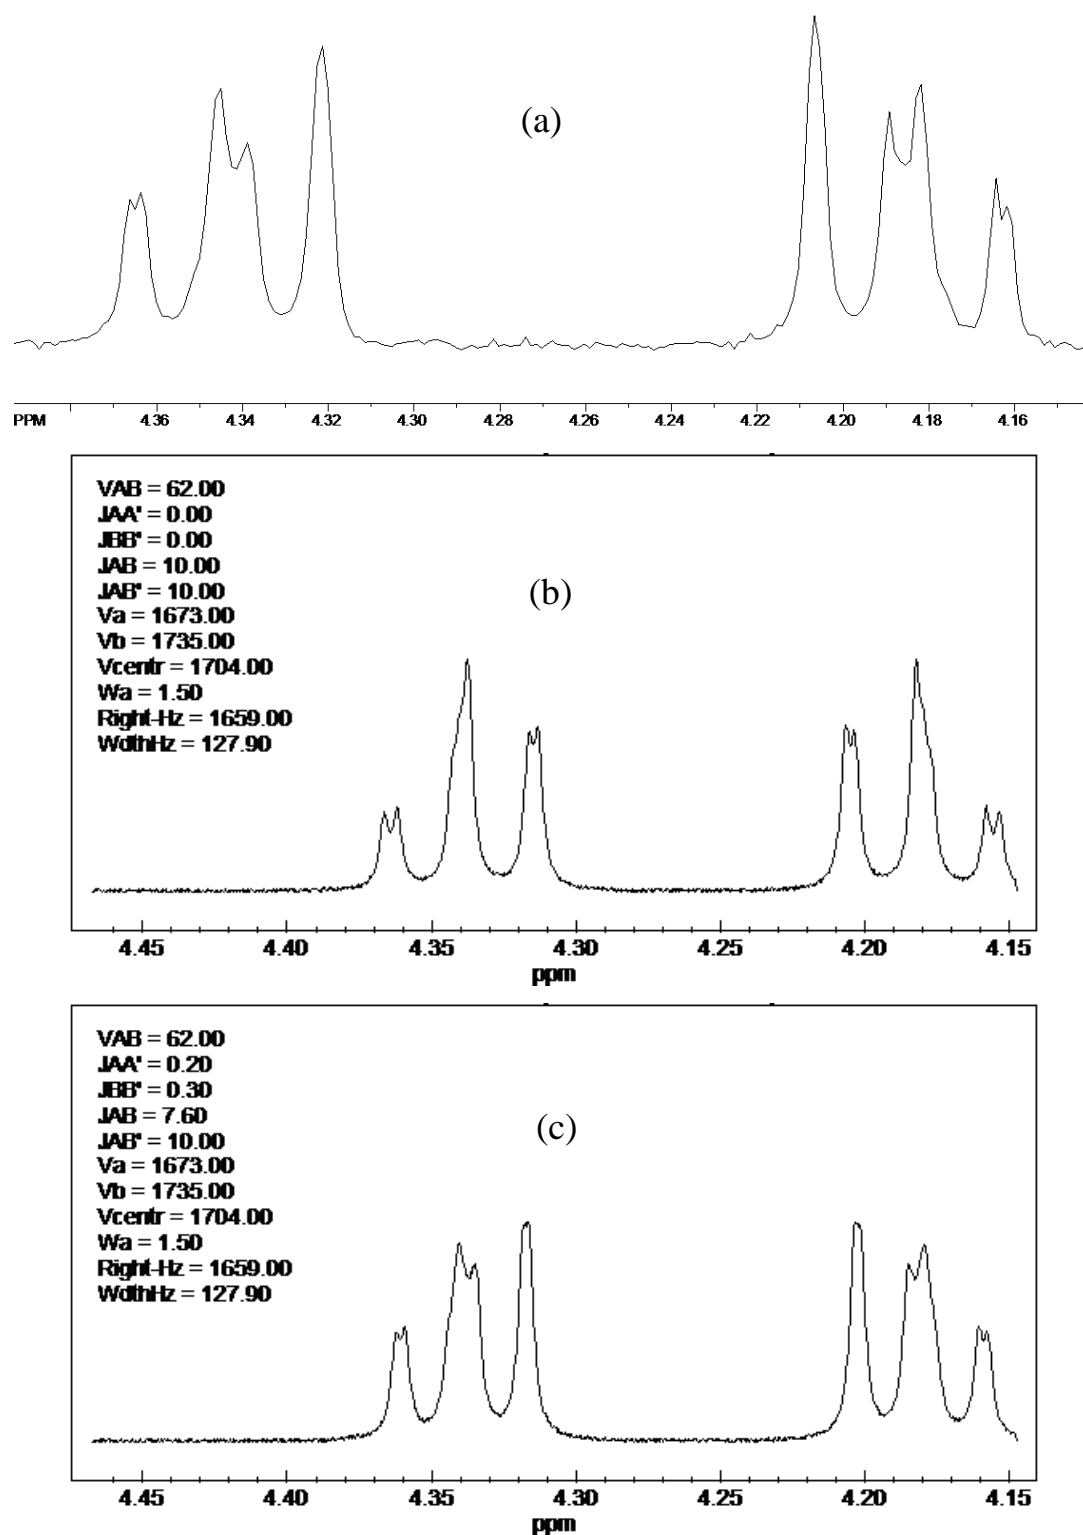 (a)
PPM 4.36 4.34 4.32 4.30 4.28 4.26 4.24 4.22 4.20 4.18 4.16
VAB = 62.00
JAA' = 0.00
JBB' = 0.00
JAB = 10.00
JAB' = 10.00
Va = 1673.00
Vb = 1735.00
Vcentr = 1704.00
Wa = 1.50
Right-Hz = 1659.00
WdthHz = 127.90
(b)
4.45 4.40 4.35 4.30 4.25 4.20 4.15
ppm
VAB = 62.00
JAA' = 0.20
JBB' = 0.30
JAB = 7.60
JAB' = 10.00
Va = 1673.00
Vb = 1735.00
Vcentr = 1704.00
Wa = 1.50
Right-Hz = 1659.00
WdthHz = 127.90
(c)
4.45 4.40 4.35 4.30 4.25 4.20 4.15
ppm